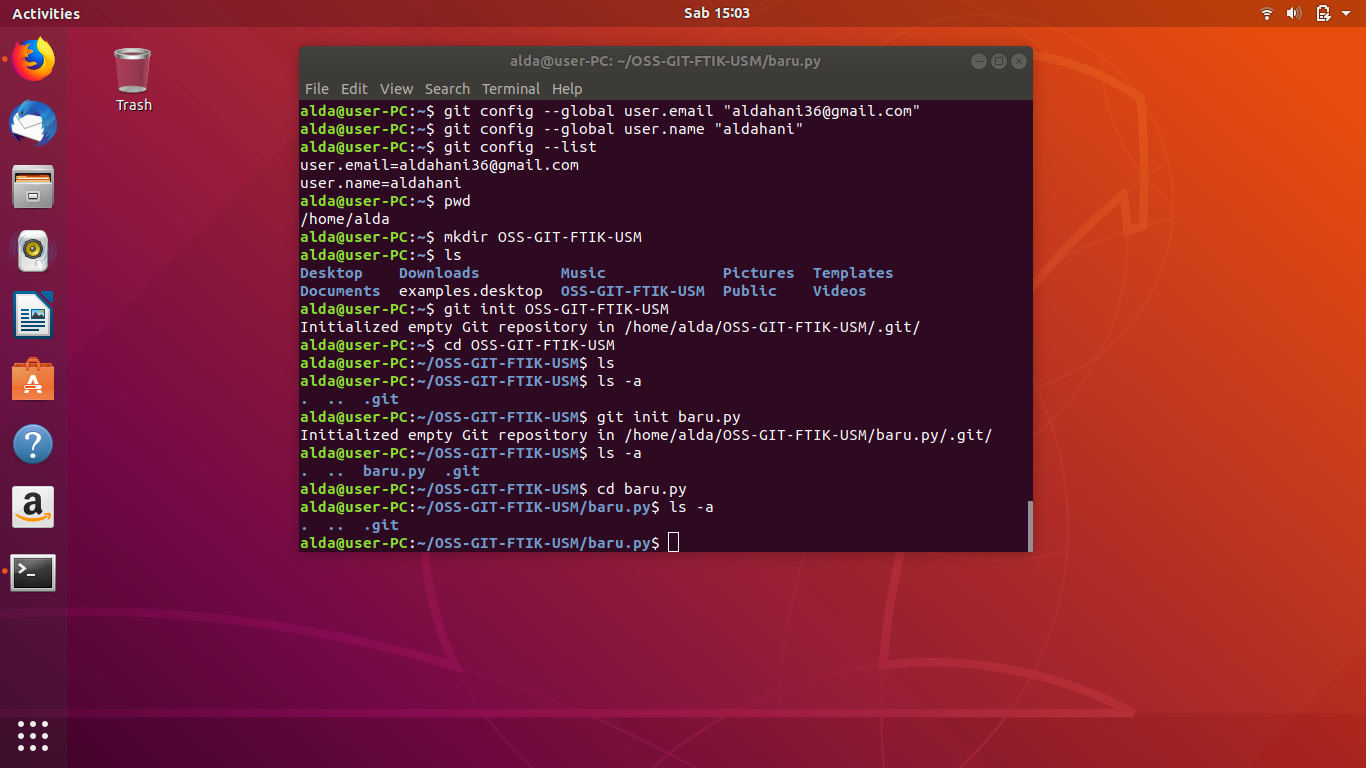 Activities
Sab 15:03
Trash
alda@user-PC: ~/OSS-GIT-FTIK-USM/baru.py
File Edit View Search Terminal Help
alda@user-PC:~$ git config --global user.email "aldahani36@gmail.com"
alda@user-PC:~$ git config --global user.name "aldahani"
alda@user-PC:~$ git config --list
user.email=aldahani36@gmail.com
user.name=aldahani
alda@user-PC:~$ pwd
/home/alda
alda@user-PC:~$ mkdir OSS-GIT-FTIK-USM
alda@user-PC:~$ ls
Desktop    Downloads         Music             Pictures  Templates
Documents  examples.desktop  OSS-GIT-FTIK-USM  Public    Videos
alda@user-PC:~$ git init OSS-GIT-FTIK-USM
Initialized empty Git repository in /home/alda/OSS-GIT-FTIK-USM/.git/
alda@user-PC:~$ cd OSS-GIT-FTIK-USM
alda@user-PC:~/OSS-GIT-FTIK-USM$ ls
alda@user-PC:~/OSS-GIT-FTIK-USM$ ls -a
.  ..  .git
alda@user-PC:~/OSS-GIT-FTIK-USM$ git init baru.py
Initialized empty Git repository in /home/alda/OSS-GIT-FTIK-USM/baru.py/.git/
alda@user-PC:~/OSS-GIT-FTIK-USM$ ls -a
.  ..  baru.py  .git
alda@user-PC:~/OSS-GIT-FTIK-USM$ cd baru.py
alda@user-PC:~/OSS-GIT-FTIK-USM/baru.py$ ls -a
.  ..  .git
alda@user-PC:~/OSS-GIT-FTIK-USM/baru.py$